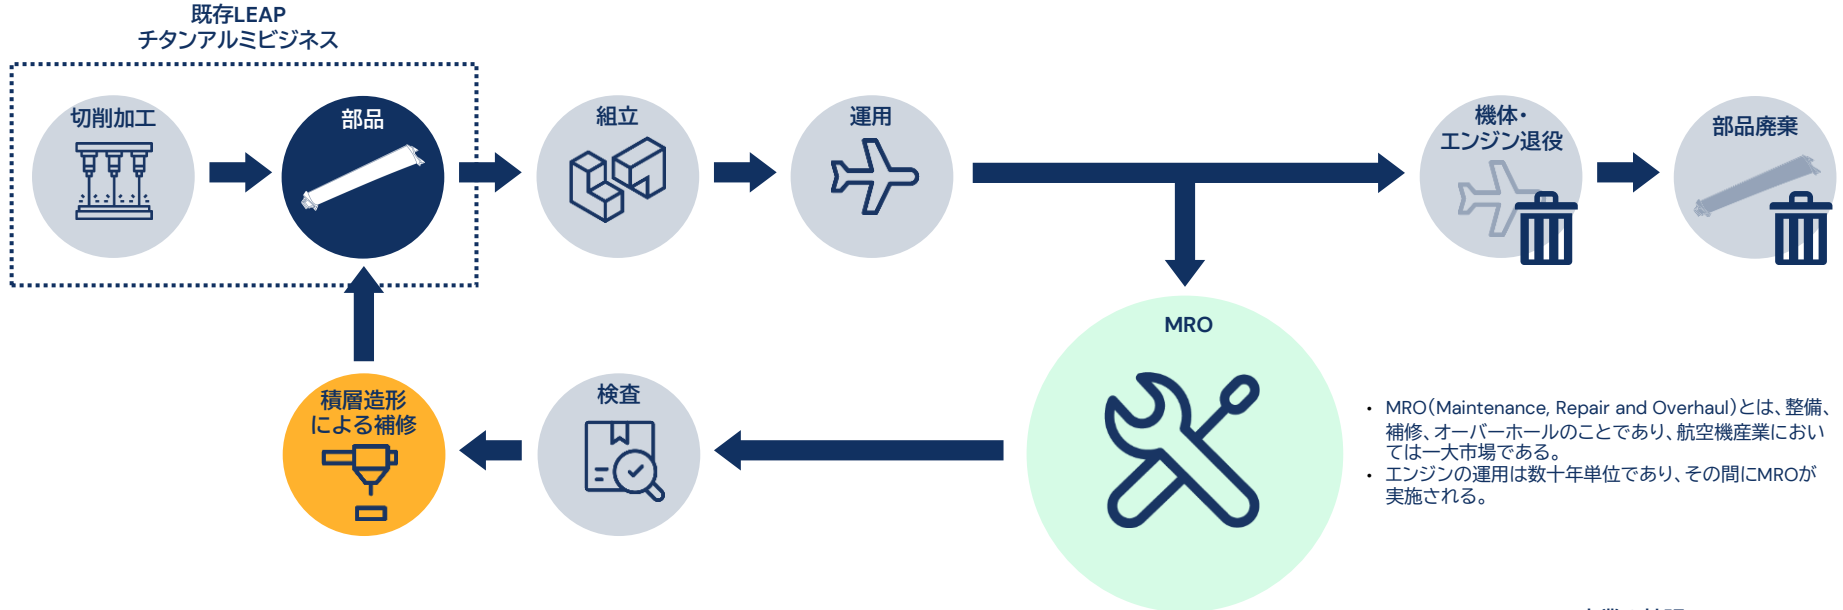 既存LEAP
チタンアルミビジネス
切削加工
部品
組立
運用
機体・
エンジン退役
部品廃棄
MRO
積層造形
による補修
検査
・ MRO（Maintenance, Repair and Overhaul）とは、整備、
補修、オーバーホールのことであり、航空機産業におい
ては一大市場である。
・ エンジンの運用は数十年単位であり、その間にMROが
実施される。